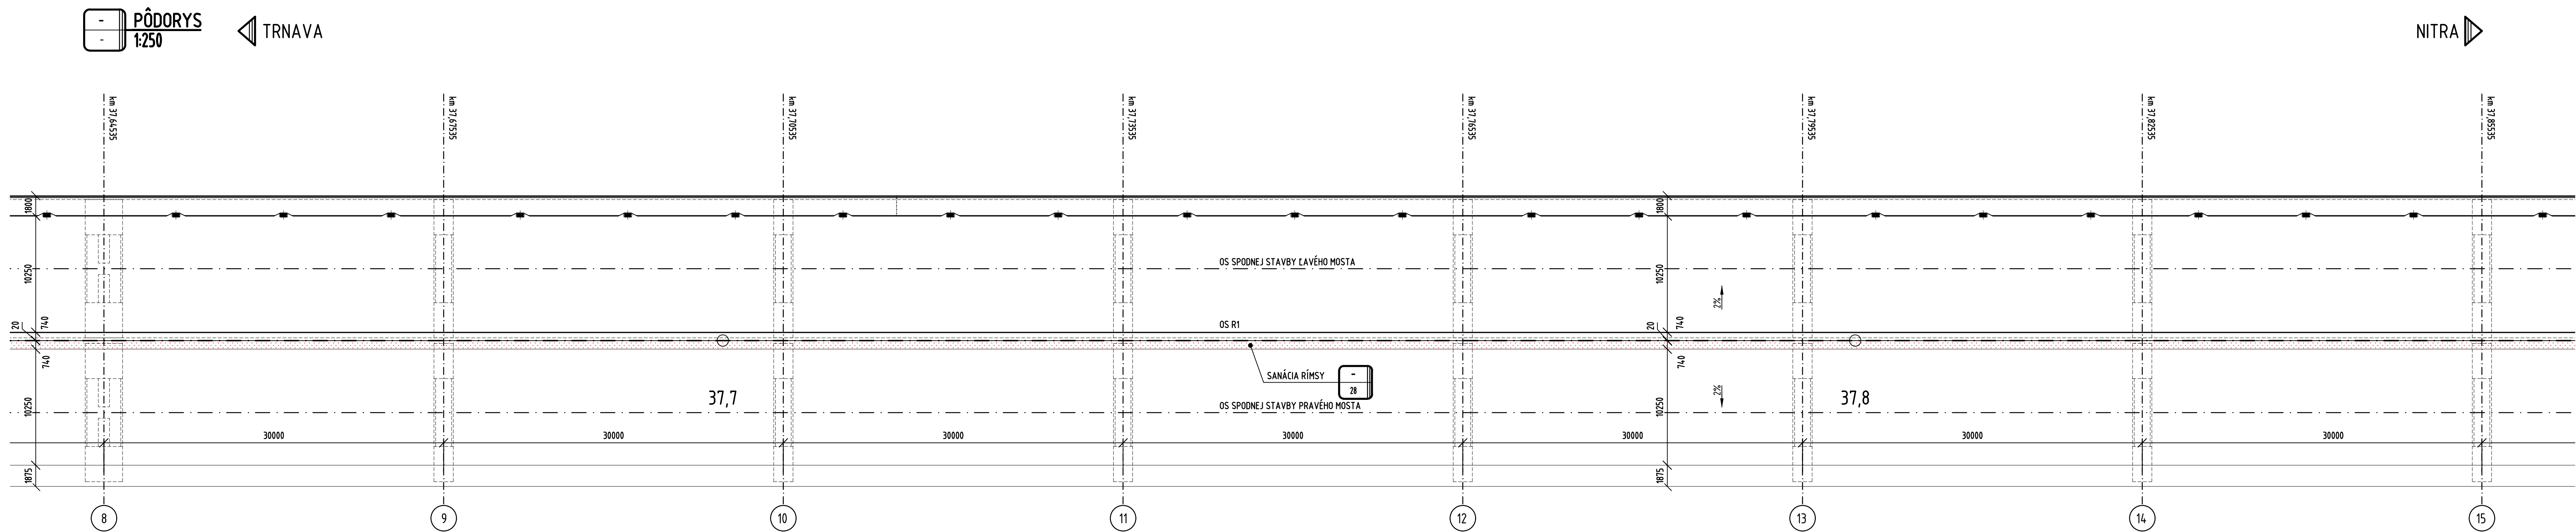 -
-
PÔDORYS
1:250
TRNAVA
NITRA
km 37,64535
km 37,67535
km 37,70535
km 37,73535
km 37,76535
km 37,79535
km 37,82535
km 37,85535
1800
1800
10250
OS SPODNEJ STAVBY ĽAVÉHO MOSTA
10250
2%
20
740
OS R1
20
740
740
SANÁCIA RÍMSY
-
28
740
37,7
2%
37,8
10250
OS SPODNEJ STAVBY PRAVÉHO MOSTA
10250
30000
30000
30000
30000
30000
30000
30000
1875
1875
8
9
10
11
12
13
14
15